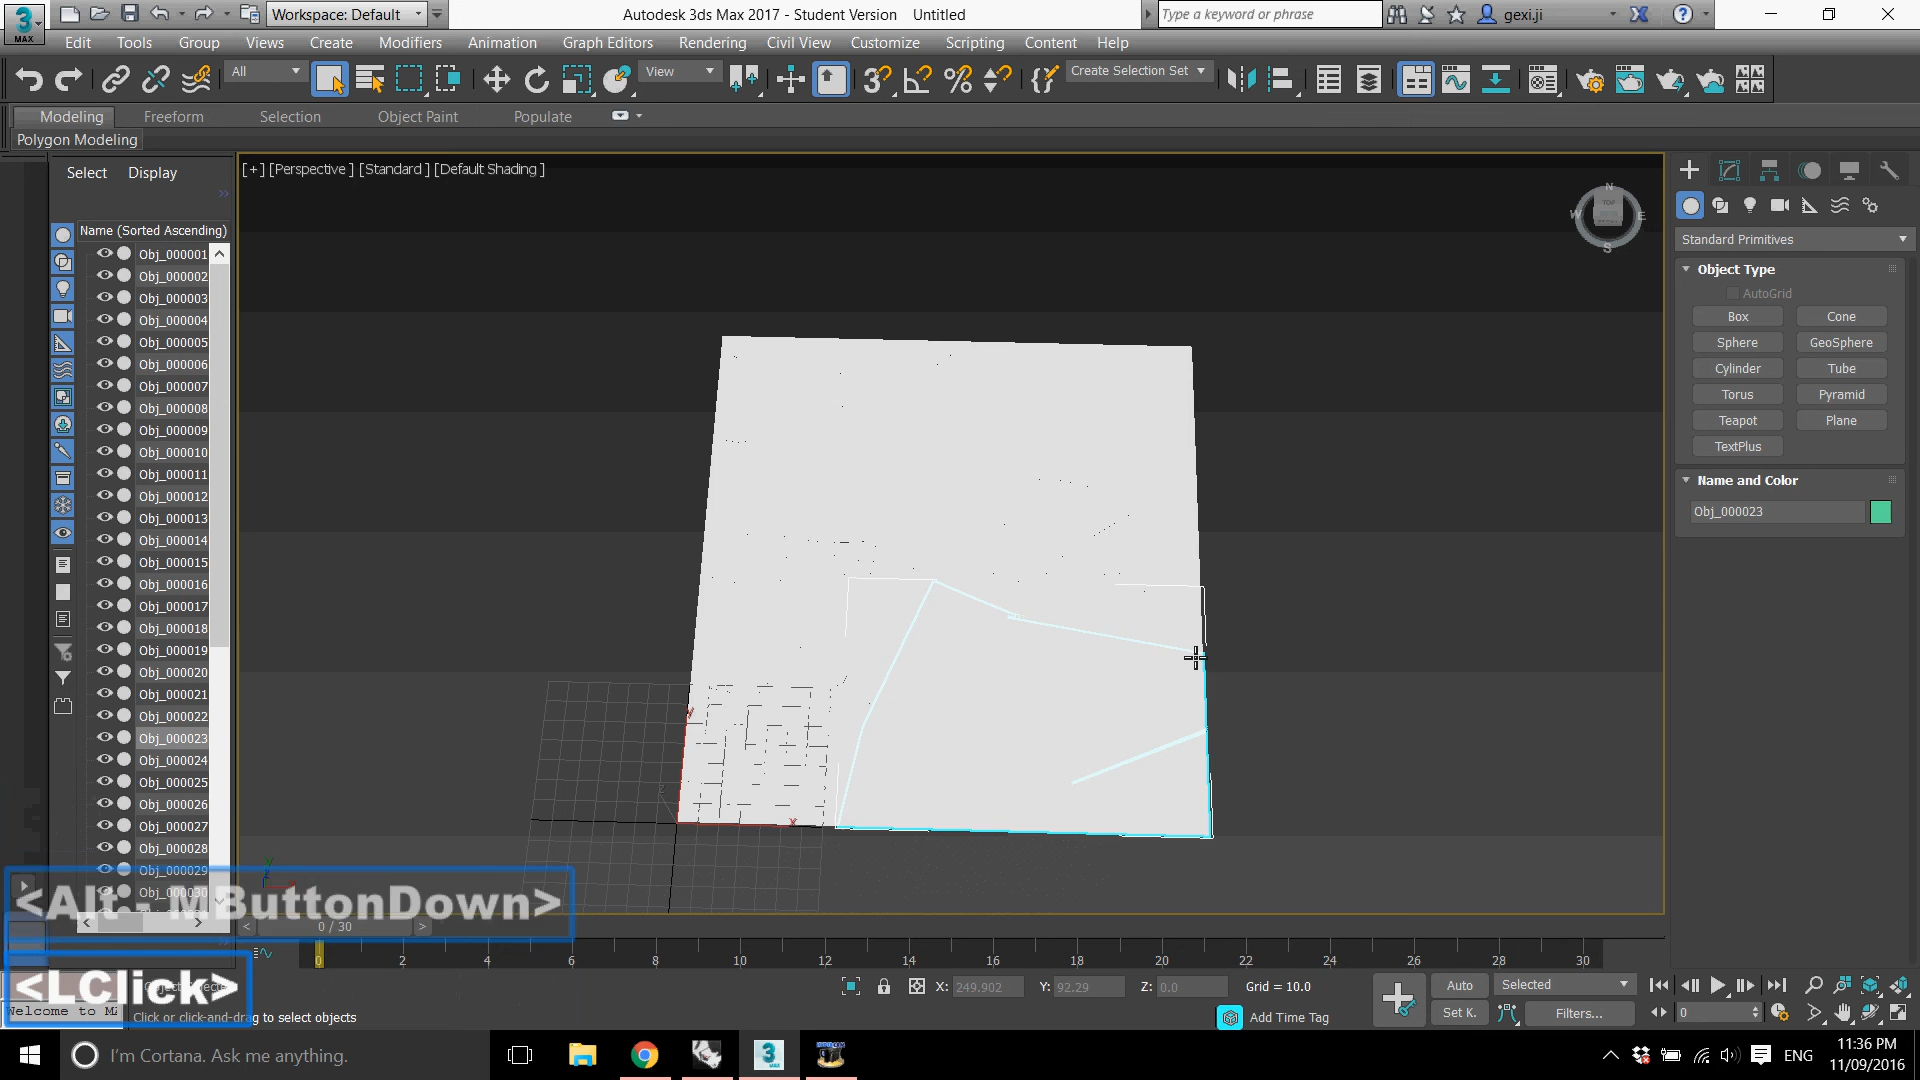 Workspace: Default
Autodesk 3ds Max 2017 - Student Version Untitled
Type a keyword or phrase
gexi.ji
MAX
Edit Tools Group Views Create Modifiers Animation Graph Editors Rendering Civil View Customize Scripting Content Help
All
View
Create Selection Set
Modeling Freeform Selection Object Paint Populate
Polygon Modeling
Select Display
[+] [Perspective ] [Standard ] [Default Shading ]
Name (Sorted Ascending)
Obj_000001
Obj_000002
Obj_000003
Obj_000004
Obj_000005
Obj_000006
Obj_000007
Obj_000008
Obj_000009
Obj_000010
Obj_000011
Obj_000012
Obj_000013
Obj_000014
Obj_000015
Obj_000016
Obj_000017
Obj_000018
Obj_000019
Obj_000020
Obj_000021
Obj_000022
Obj_000023
Obj_000024
Obj_000025
Obj_000026
Obj_000027
Obj_000028
Obj_000029
Obj_000030
N
W TOP E
S
y
z
x
Standard Primitives
Object Type
AutoGrid
Box Cone
Sphere GeoSphere
Cylinder Tube
Torus Pyramid
Teapot Plane
TextPlus
Name and Color
Obj_000023
<Alt - MButtonDown>
0 / 30
<LClick>
0 2 4 6 8 10 12 14 16 18 20 22 24 26 28 30
X: 249.902 Y: 92.29 Z: 0.0 Grid = 10.0
Auto Selected
Set K. Filters...
0
Welcome to
Click or click-and-drag to select objects
Add Time Tag
I'm Cortana. Ask me anything.
ENG
11:36 PM
11/09/2016